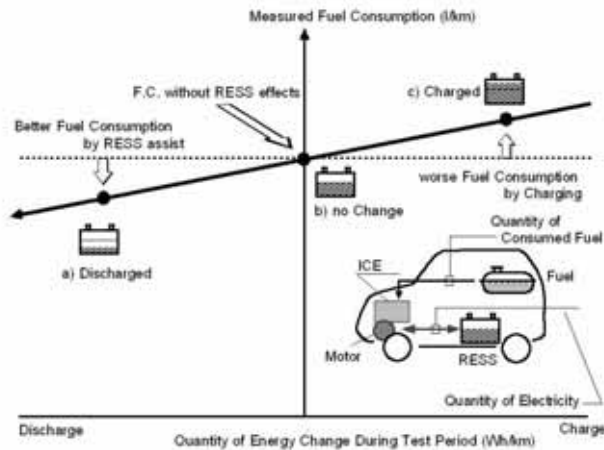 Measured Fuel Consumption (l/km)
F.C. without RESS effects
c) Charged
Better Fuel Consumption
by RESS assist
worse Fuel Consumption
by Charging
b) no Change
a) Discharged
Quantity of
Consumed Fuel
ICE
Fuel
Motor
RESS
Quantity of Electricity
Discharge
Charge
Quantity of Energy Change During Test Period (Wh/km)